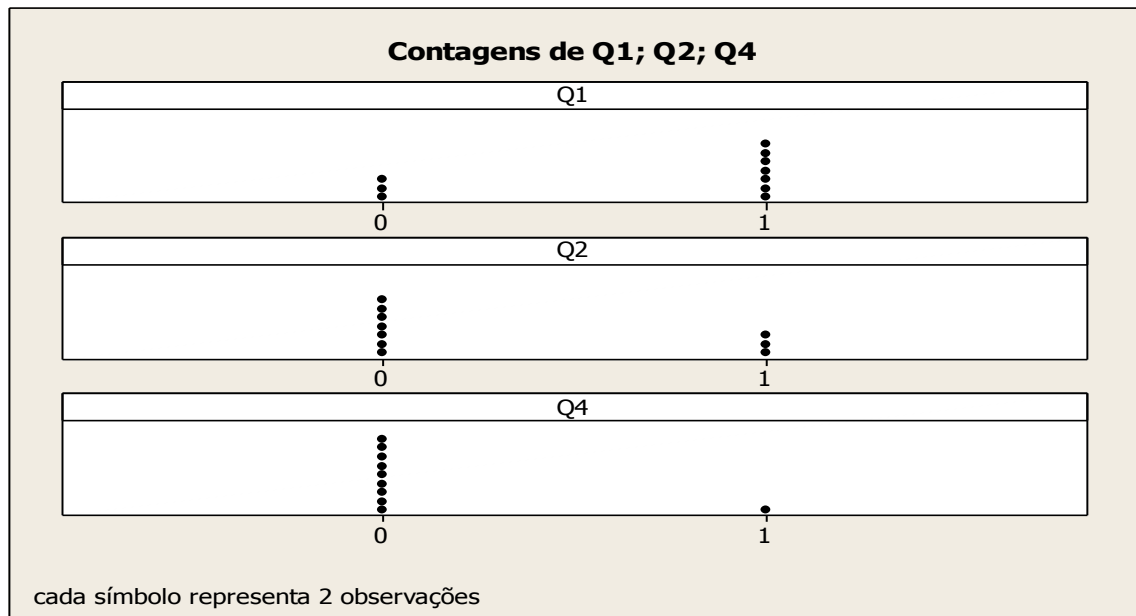 Contagens de Q1; Q2; Q4
Q1
0 1
Q2
0 1
Q4
0 1
cada símbolo representa 2 observações